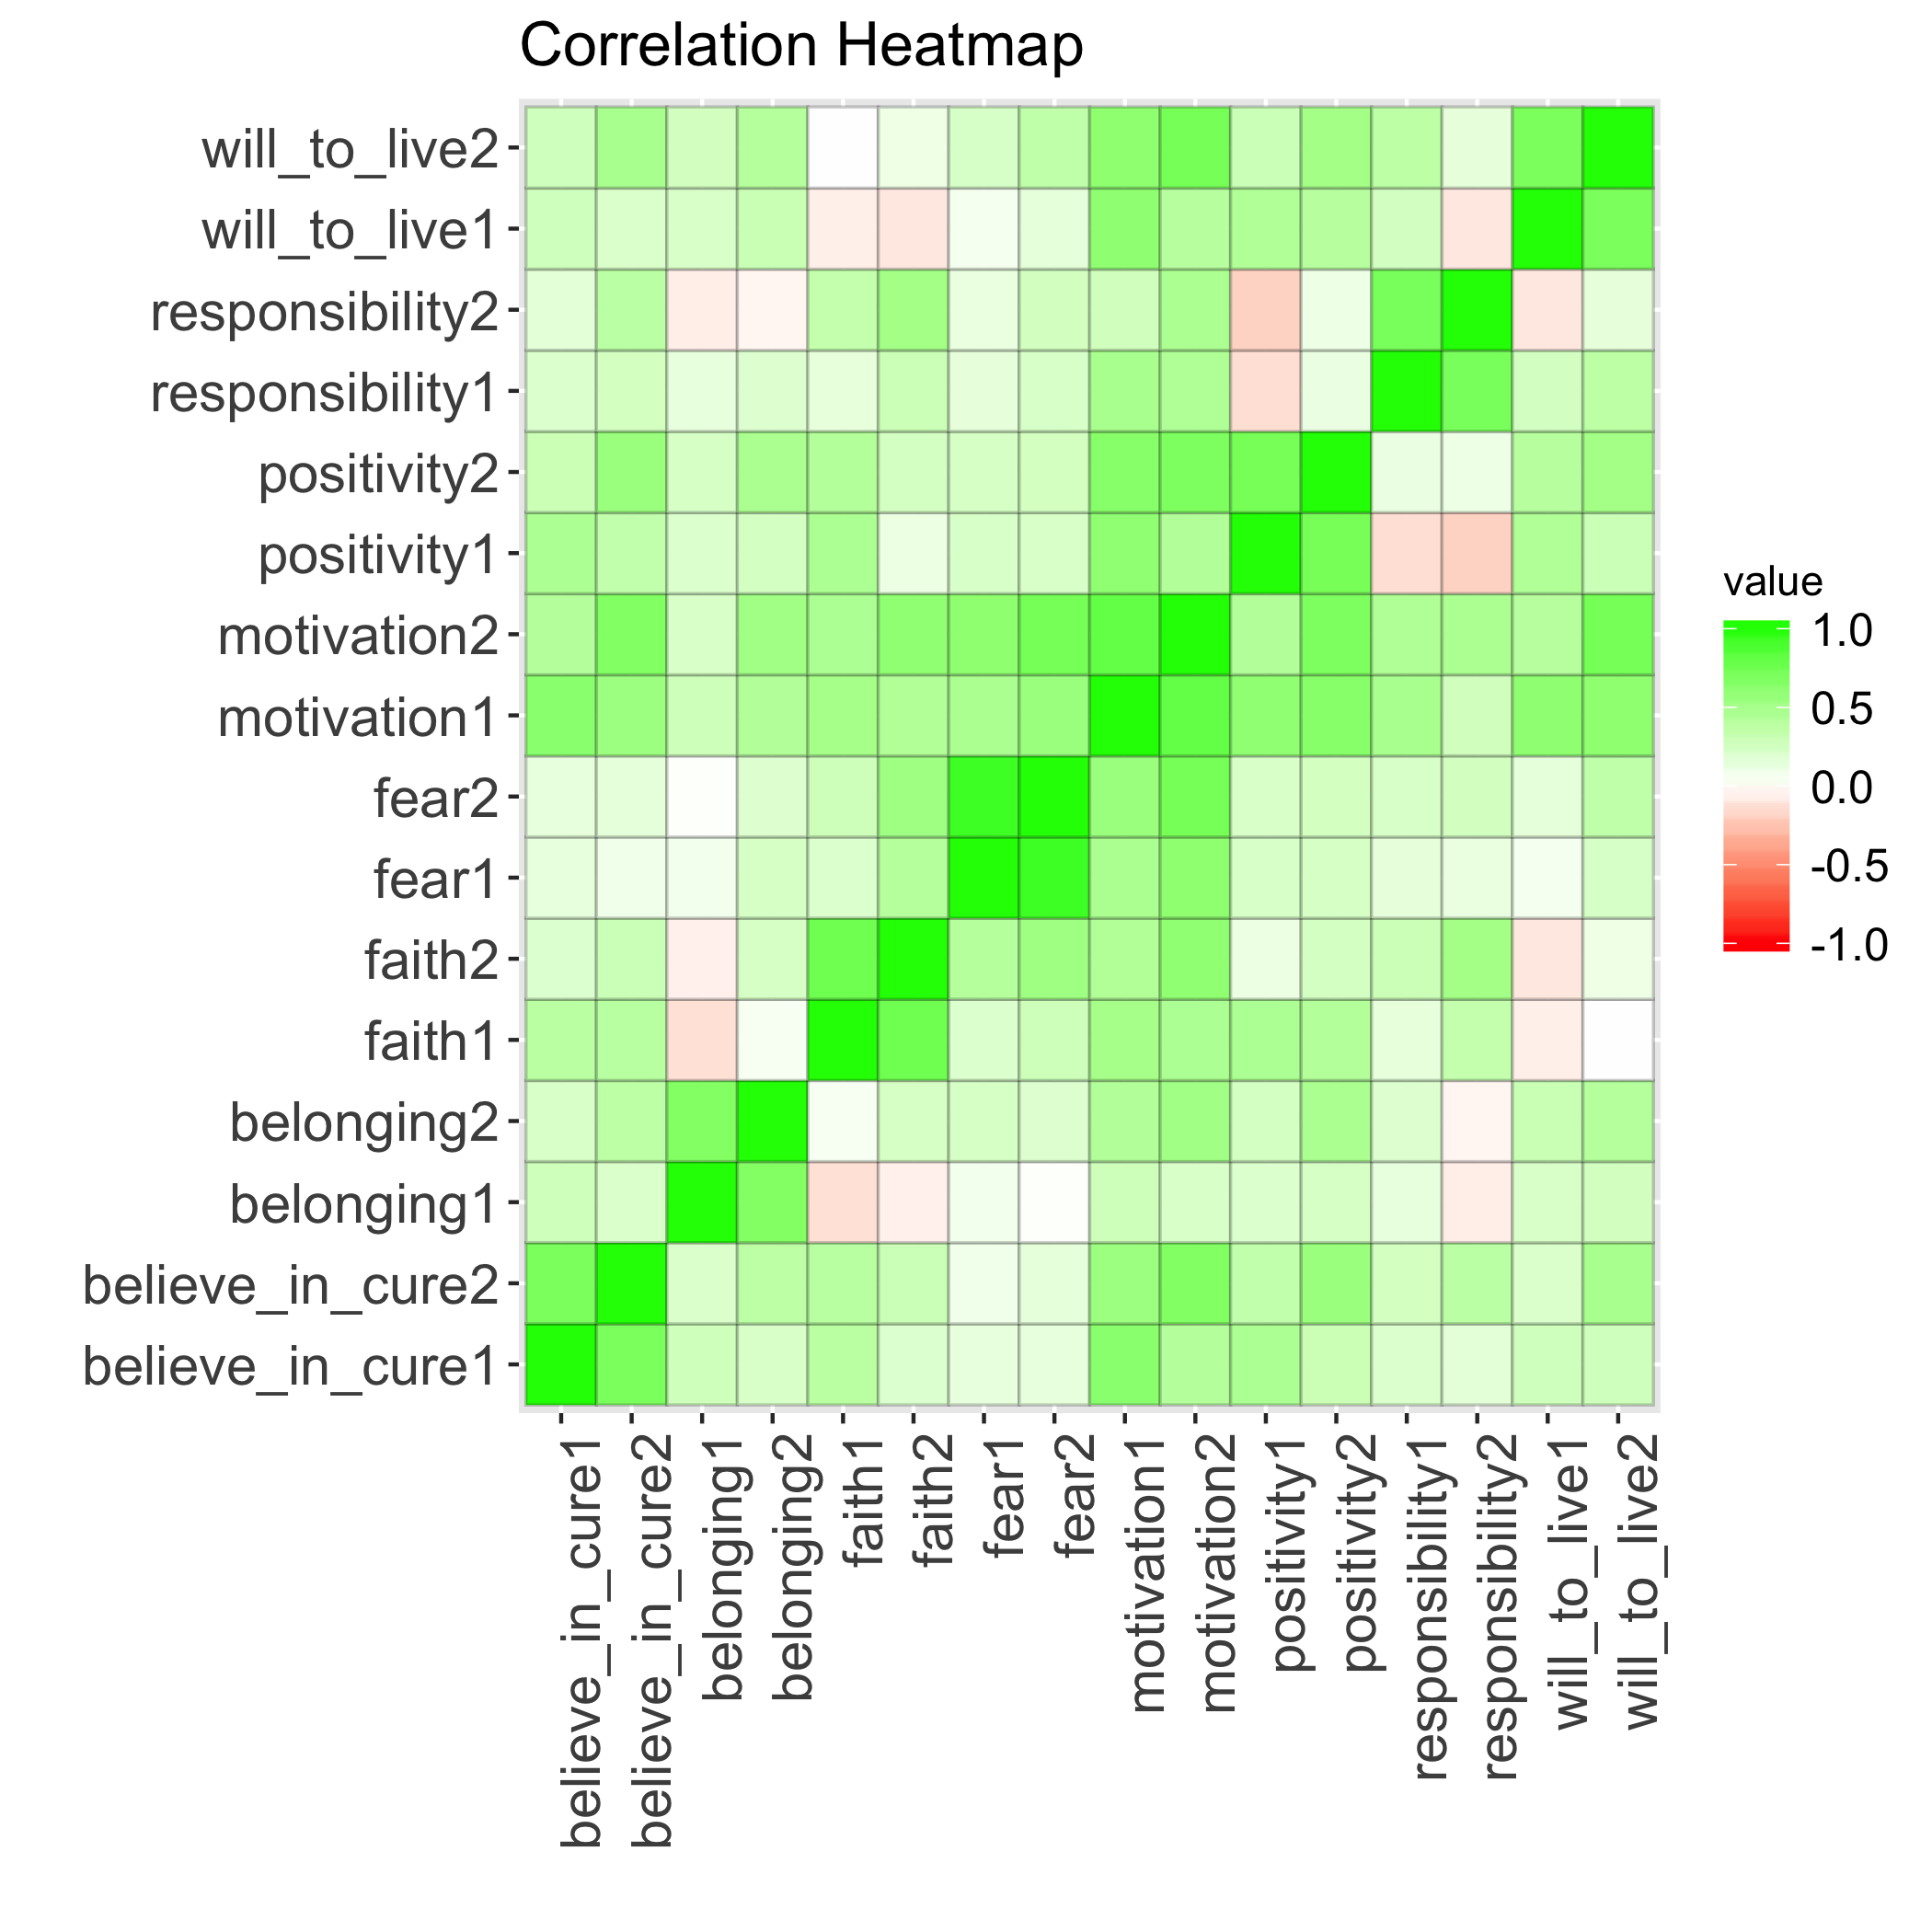 Correlation Heatmap
will_to_live2
will_to_live1
responsibility2
responsibility1
positivity2
positivity1
motivation2
motivation1
fear2
fear1
faith2
faith1
belonging2
belonging1
believe_in_cure2
believe_in_cure1
believe_in_cure1
believe_in_cure2
belonging1
belonging2
faith1
faith2
fear1
fear2
motivation1
motivation2
positivity1
positivity2
responsibility1
responsibility2
will_to_live1
will_to_live2
value
1.0
0.5
0.0
-0.5
-1.0